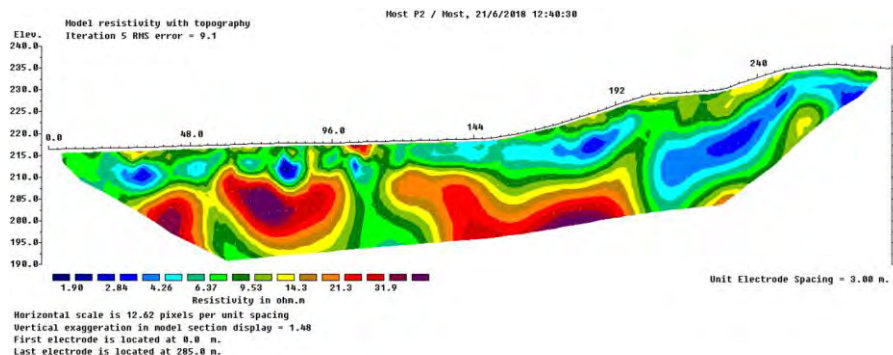 Most P2 / Most, 21/6/2018 12:40:30
Model resistivity with topography
Iteration 5 RMS error = 9.1
Elev.
240.0
235.0
230.0
225.0
220.0
215.0
210.0
205.0
200.0
195.0
190.0
0.0 48.0 96.0 144 192 240
1.90 2.84 4.26 6.37 9.53 14.3 21.3 31.9
Resistivity in ohm.m
Unit Electrode Spacing = 3.00 m.
Horizontal scale is 12.62 pixels per unit spacing
Vertical exaggeration in model section display = 1.48
First electrode is located at 0.0 m.
Last electrode is located at 285.0 m.